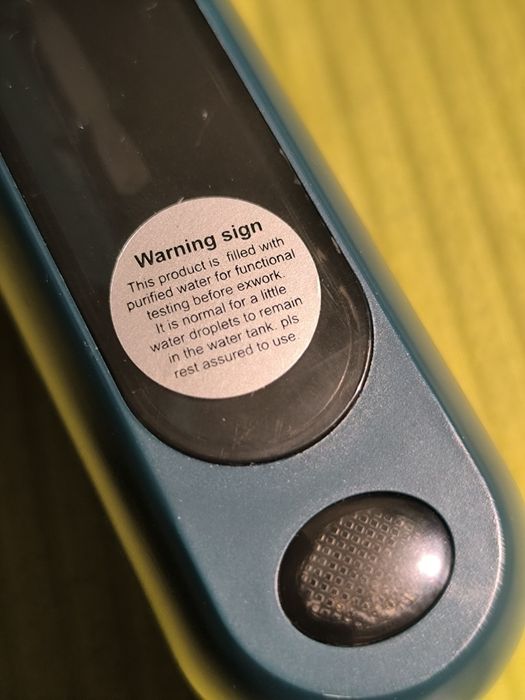 Warning sign
This product is filled with
purified water for functional
testing before exwork.
It is normal for a little
water droplets to remain
in the water tank. pls
rest assured to use.